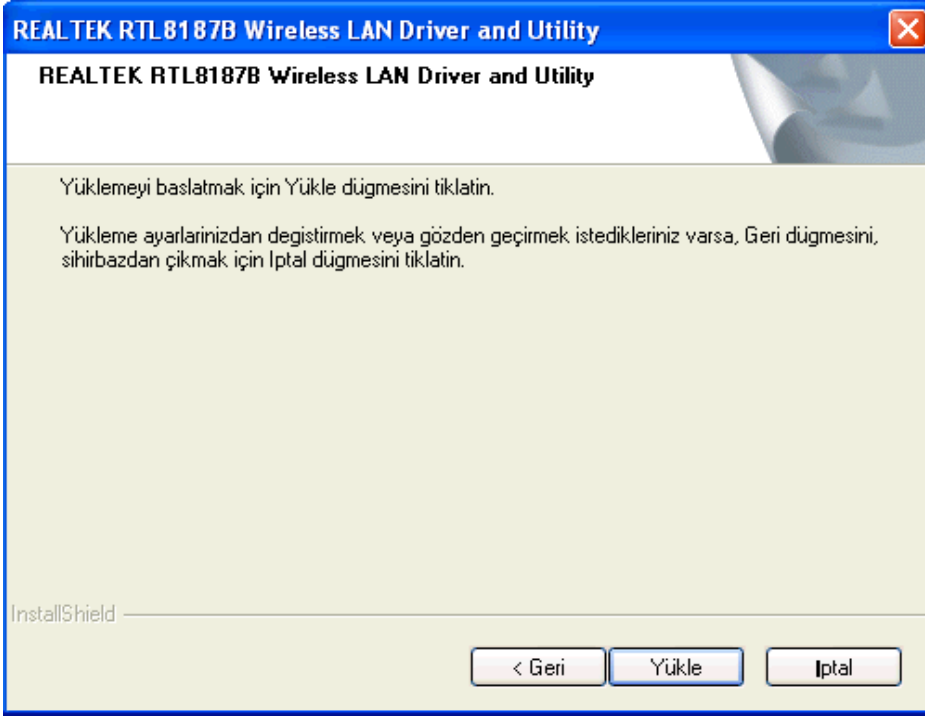 REALTEK RTL8187B Wireless LAN Driver and Utility
REALTEK RTL8187B Wireless LAN Driver and Utility
Yüklemeyi baslatmak için Yükle dügmesini tiklatin.
Yükleme ayarlarinizdan degistirmek veya gözden geçirmek istedikleriniz varsa, Geri dügmesini,
sihirbazdan çikmak için Iptal dügmesini tiklatin.
InstallShield
< Geri
Yükle
Iptal